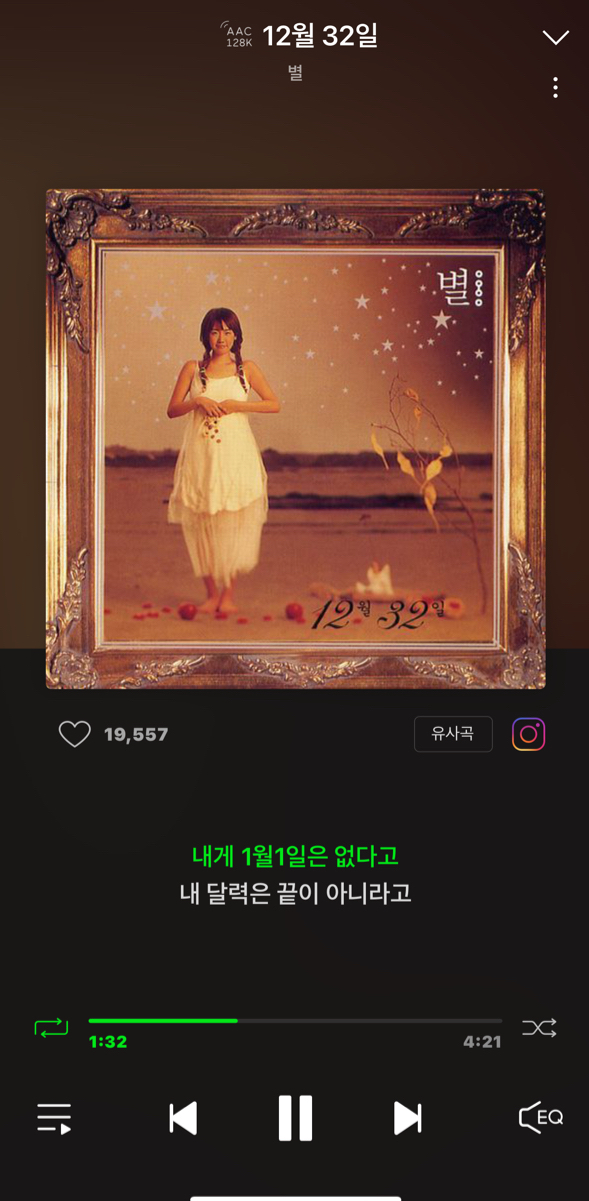 AAC
128K
12월 32일
별
별
12월 32일
19,557
유사곡
내게 1월1일은 없다고
내 달력은 끝이 아니라고
1:32
4:21
EQ